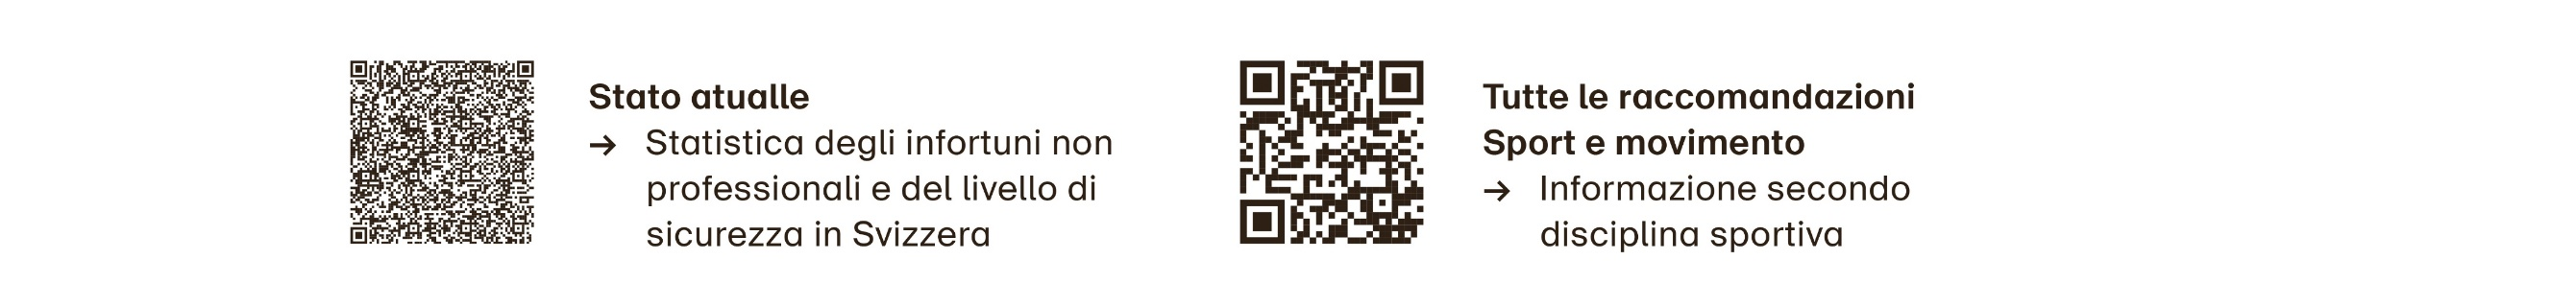 Stato atualle
→ Statistica degli infortuni non
professionali e del livello di
sicurezza in Svizzera
Tutte le raccomandazioni
Sport e movimento
→ Informazione secondo
disciplina sportiva